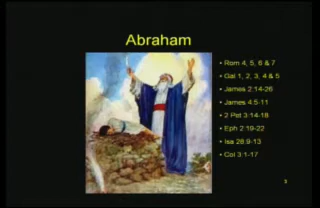 Abraham
• Rom 4, 5, 6 & 7
• Gal 1, 2, 3, 4 & 5
• James 2:14-26
• James 4:5-11
• 2 Pet 3:14-18
• Eph 2:19-22
• Isa 28:9-13
• Col 3:1-17
3